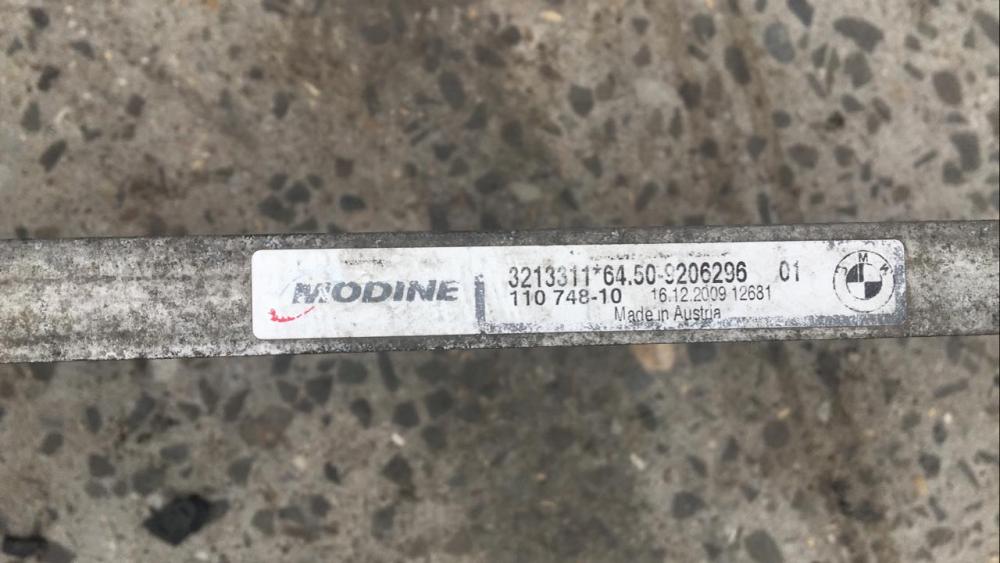 MODINE
3213311*64.50-9206296 01
110 748-10 16.12.2009 12681
Made in Austria
BMW